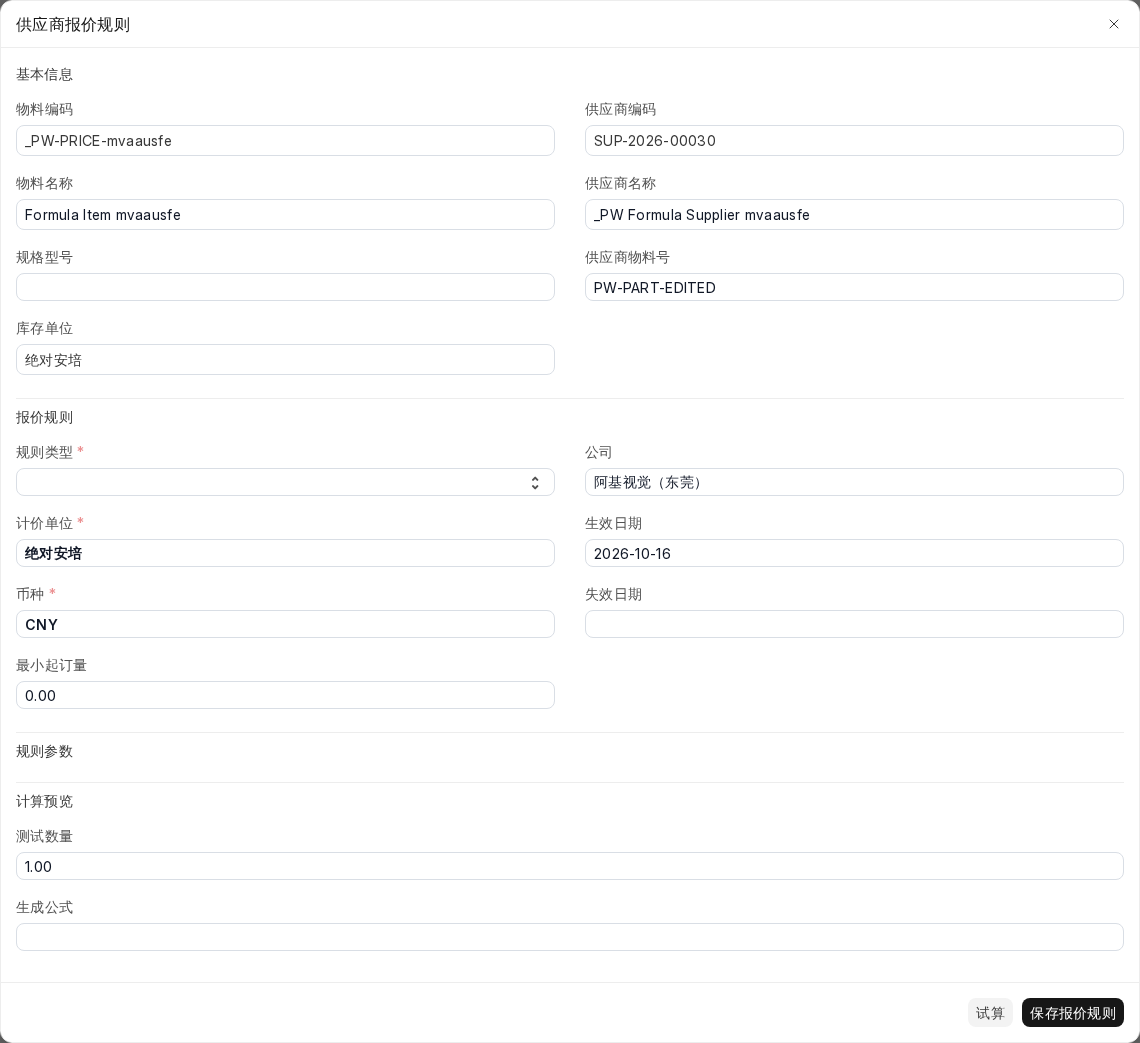 供应商报价规则
基本信息
物料编码
_PW-PRICE-mvaausfe
供应商编码
SUP-2026-00030
物料名称
Formula Item mvaausfe
供应商名称
_PW Formula Supplier mvaausfe
规格型号
供应商物料号
PW-PART-EDITED
库存单位
绝对安培
报价规则
规则类型 *
公司
阿基视觉（东莞）
计价单位 *
绝对安培
生效日期
2026-10-16
币种 *
CNY
失效日期
最小起订量
0.00
规则参数
计算预览
测试数量
1.00
生成公式
试算
保存报价规则